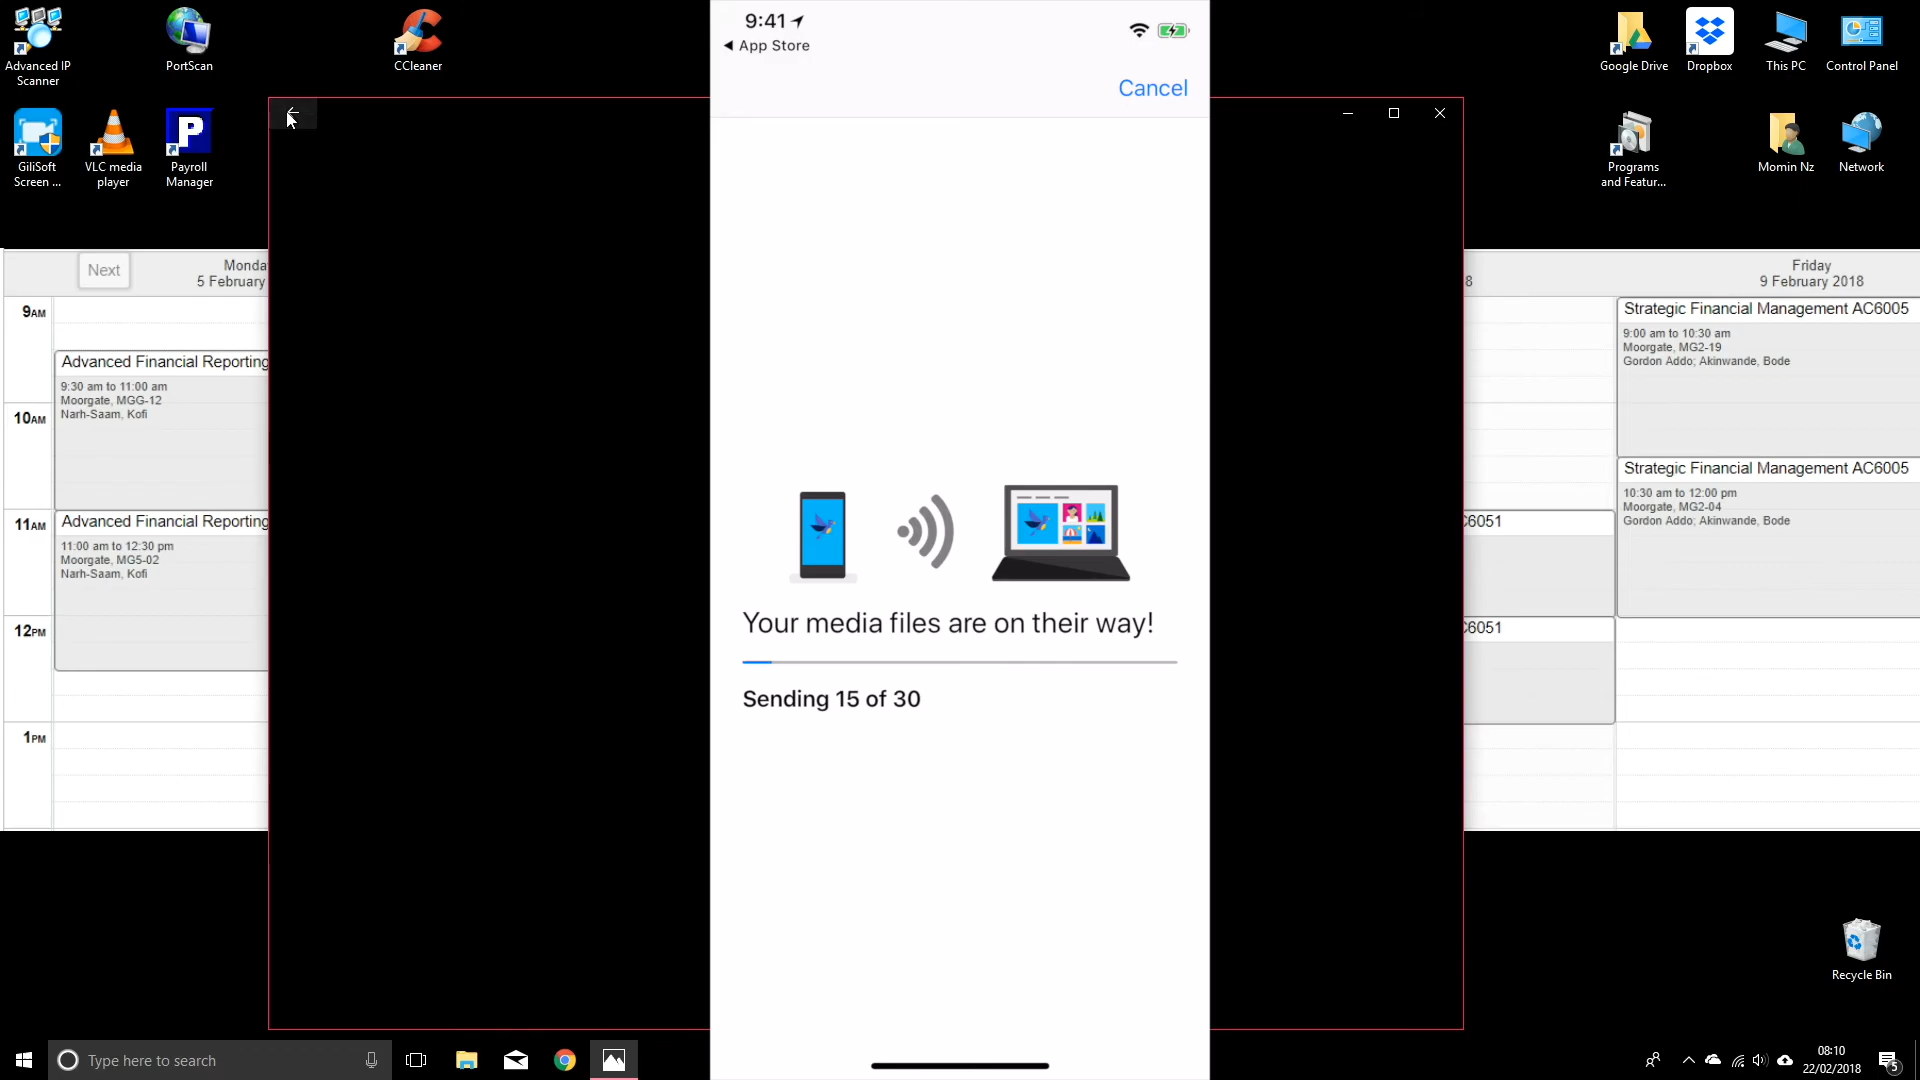 Advanced IP
Scanner
PortScan
CCleaner
GiliSoft
Screen ...
VLC media
player
Payroll
Manager
9:41
App Store
Cancel
Google Drive
Dropbox
This PC
Control Panel
Programs
and Featur...
Momin Nz
Network
Next
Monda
5 February
9AM
10AM
11AM
12PM
1PM
Advanced Financial Reporting
9:30 am to 11:00 am
Moorgate, MGG-12
Narh-Saam, Kofi
Advanced Financial Reporting
11:00 am to 12:30 pm
Moorgate, MG5-02
Narh-Saam, Kofi
Your media files are on their way!
Sending 15 of 30
8
C6051
C6051
Friday
9 February 2018
Strategic Financial Management AC6005
9:00 am to 10:30 am
Moorgate, MG2-19
Gordon Addo; Akinwande, Bode
Strategic Financial Management AC6005
10:30 am to 12:00 pm
Moorgate, MG2-04
Gordon Addo; Akinwande, Bode
Recycle Bin
Type here to search
08:10
22/02/2018
5